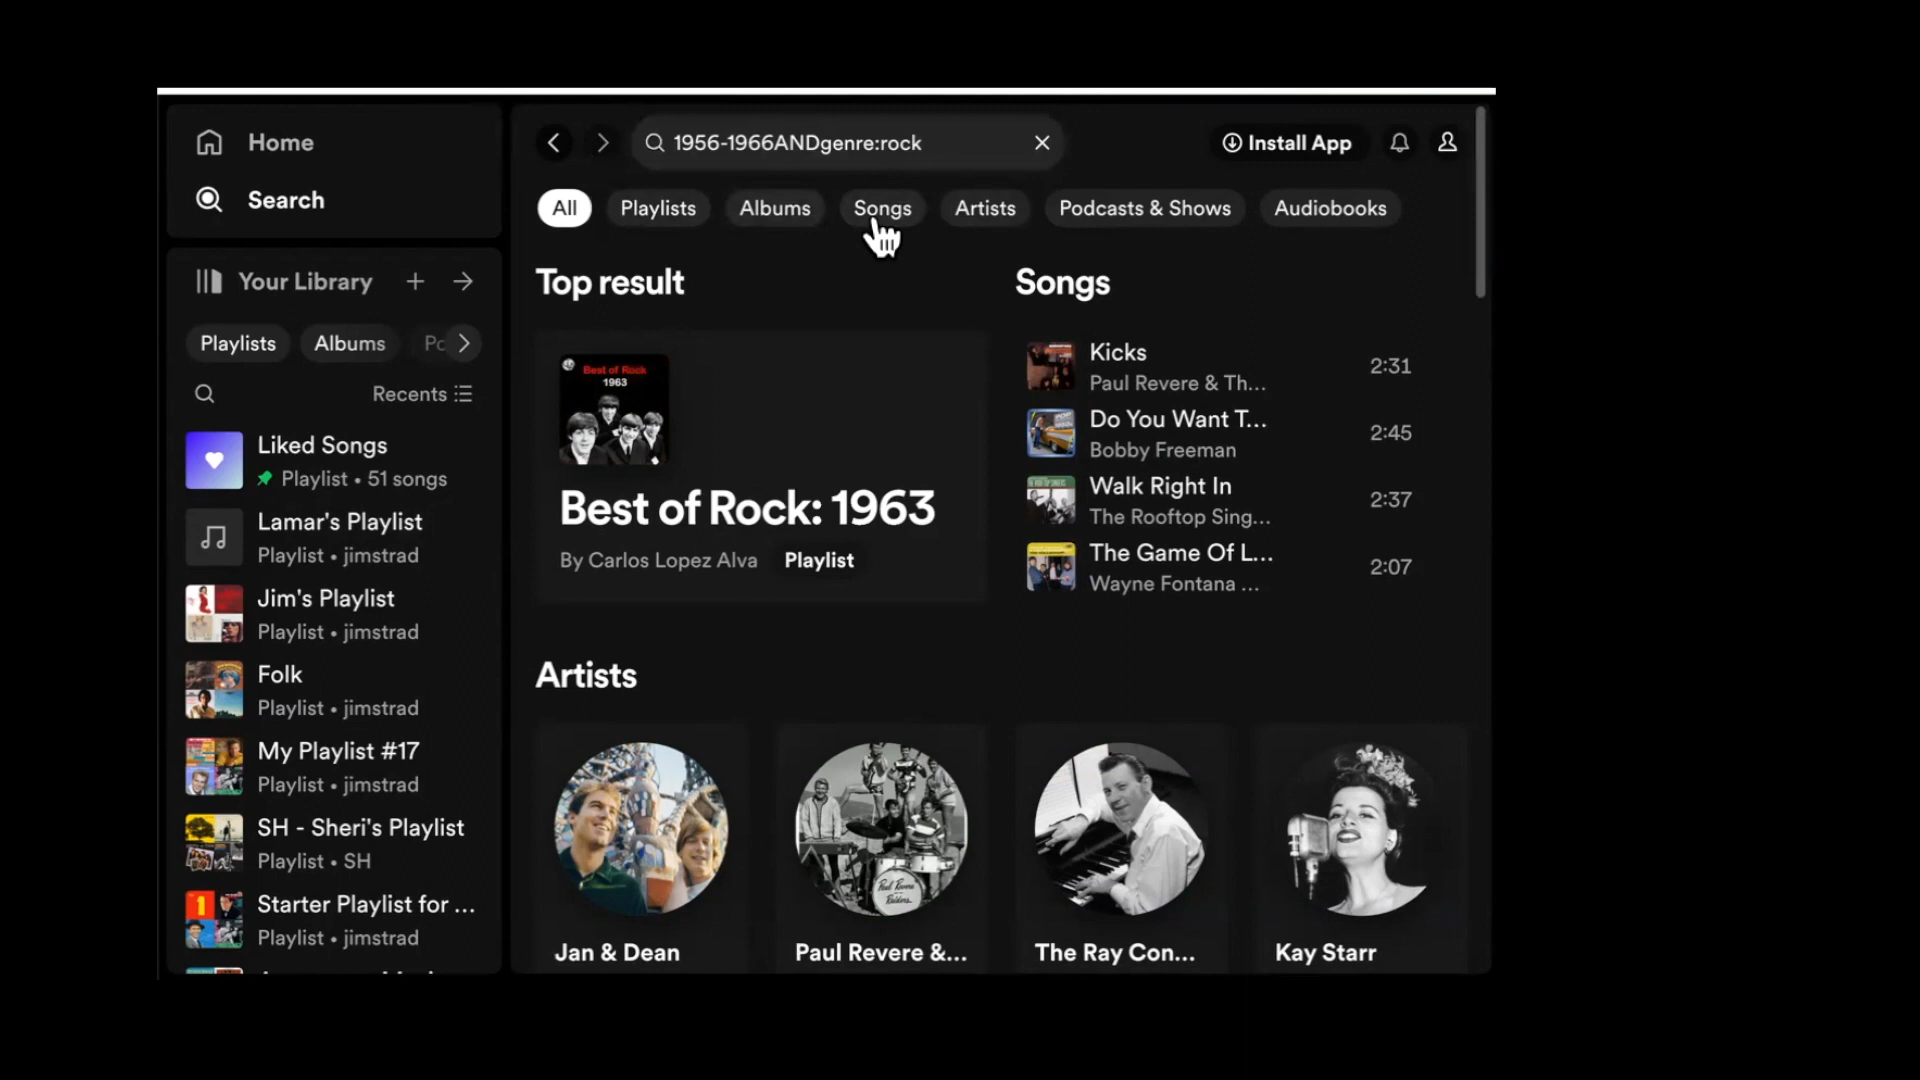 Home
Search
Your Library
Playlists
Albums
Recents
Liked Songs
Playlist • 51 songs
Lamar's Playlist
Playlist • jimstrad
Jim's Playlist
Playlist • jimstrad
Folk
Playlist • jimstrad
My Playlist #17
Playlist • jimstrad
SH - Sheri's Playlist
Playlist • SH
Starter Playlist for ...
Playlist • jimstrad
1956-1966ANDgenre:rock
Install App
All
Playlists
Albums
Songs
Artists
Podcasts & Shows
Audiobooks
Top result
Best of Rock
1963
Best of Rock: 1963
By Carlos Lopez Alva Playlist
Songs
Kicks
Paul Revere & Th...
2:31
Do You Want T...
Bobby Freeman
2:45
Walk Right In
The Rooftop Sing...
2:37
The Game Of L...
Wayne Fontana ...
2:07
Artists
Jan & Dean
Paul Revere &...
The Ray Con...
Kay Starr